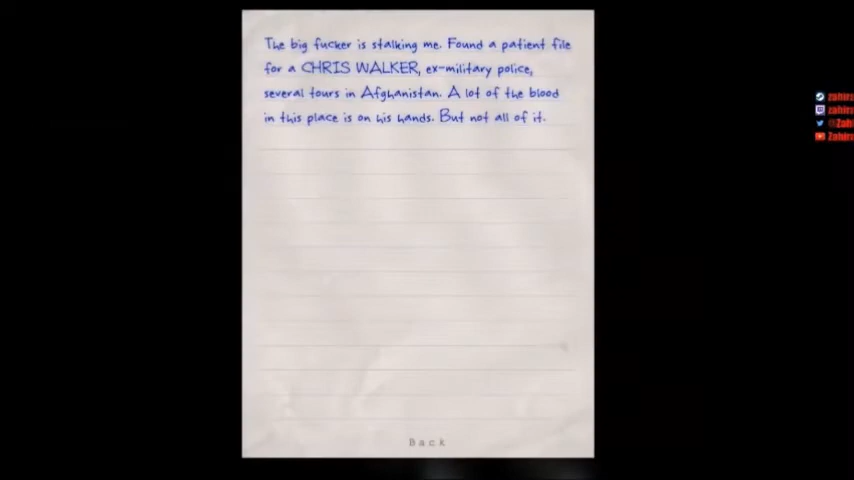 The big fucker is stalking me. Found a patient file
for a CHRIS WALKER, ex-military police,
several tours in Afghanistan. A lot of the blood
in this place is on his hands. But not all of it.
Back